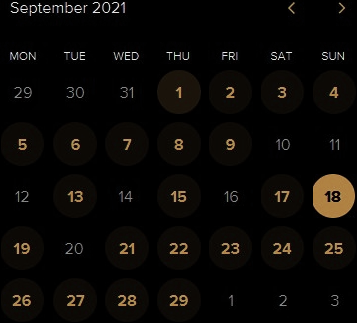 September 2021
MON TUE WED THU FRI SAT SUN
29 30 31 1 2 3 4
5 6 7 8 9 10 11
12 13 14 15 16 17 18
19 20 21 22 23 24 25
26 27 28 29 1 2 3